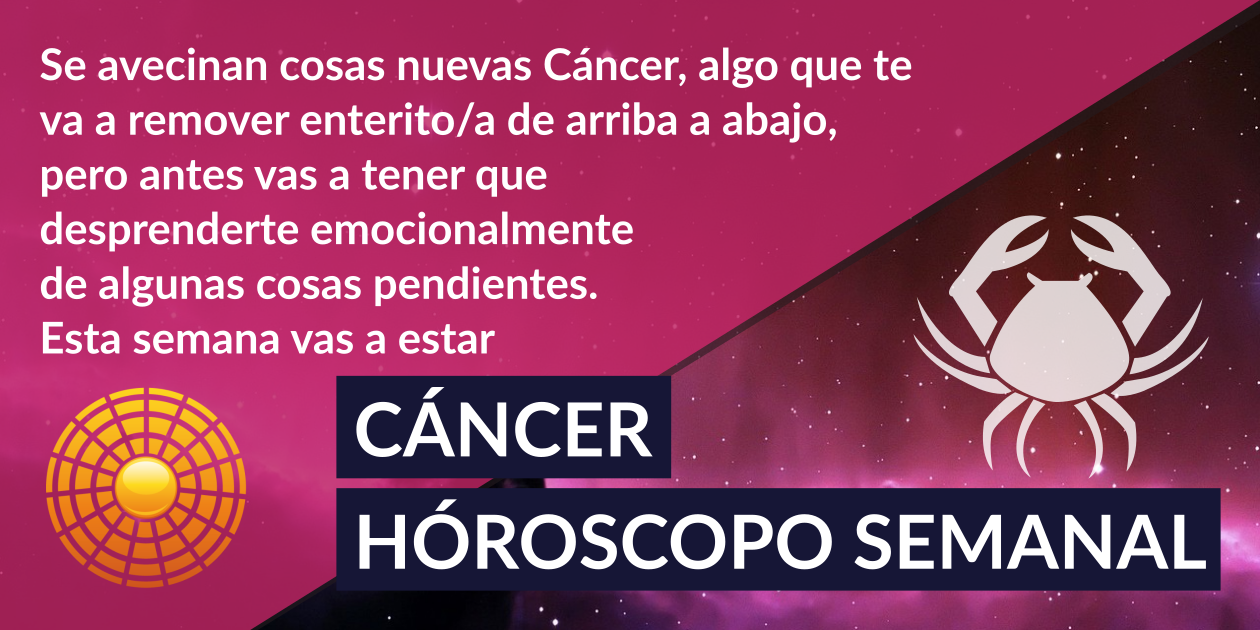 Se avecinan cosas nuevas Cáncer, algo que te
va a remover enterito/a de arriba a abajo,
pero antes vas a tener que
desprenderte emocionalmente
de algunas cosas pendientes.
Esta semana vas a estar
CÁNCER
HÓROSCOPO SEMANAL